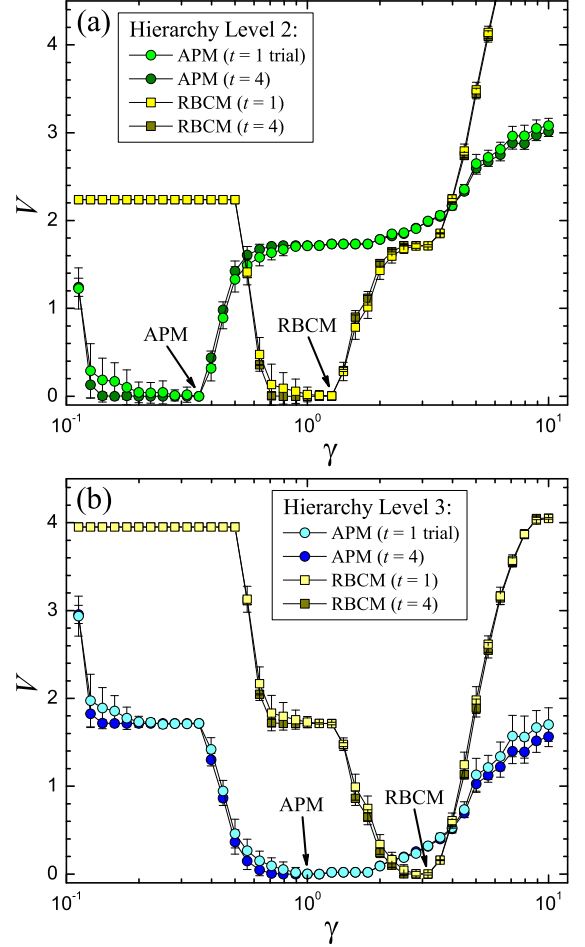 (a)
Hierarchy Level 2:
APM (t = 1 trial)
APM (t = 4)
RBCM (t = 1)
RBCM (t = 4)
4
3
2
1
0
V
APM
RBCM
10⁻¹
10⁰
10¹
γ
(b)
Hierarchy Level 3:
APM (t = 1 trial)
APM (t = 4)
RBCM (t = 1)
RBCM (t = 4)
4
3
2
1
0
V
APM
RBCM
10⁻¹
10⁰
10¹
γ